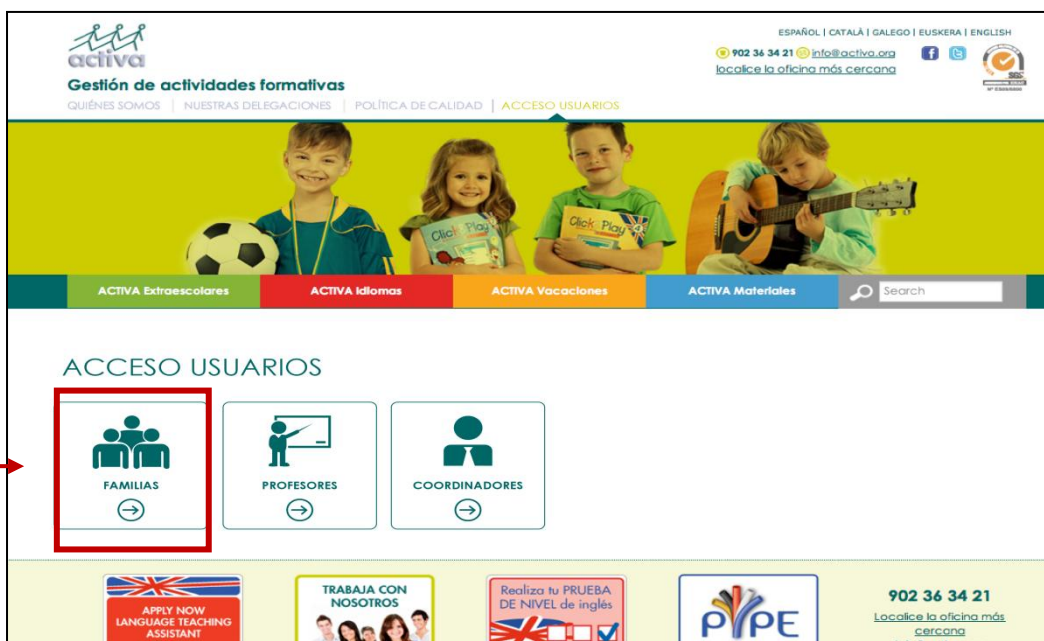 activa
Gestión de actividades formativas
ESPAÑOL | CATALÀ | GALEGO | EUSKERA | ENGLISH
902 36 34 21 info@activa.org
localice la oficina más cercana
SGS
QUIÉNES SOMOS | NUESTRAS DELEGACIONES | POLÍTICA DE CALIDAD | ACCESO USUARIOS
Click Play
Click Play 4
ACTIVA Extraescolares ACTIVA Idiomas ACTIVA Vacaciones ACTIVA Materiales Search
ACCESO USUARIOS
FAMILIAS PROFESORES COORDINADORES
APPLY NOW
LANGUAGE TEACHING
ASSISTANT
TRABAJA CON
NOSOTROS
Realiza tu PRUEBA
DE NIVEL de inglés
PYPE
902 36 34 21
Localice la oficina más
cercana